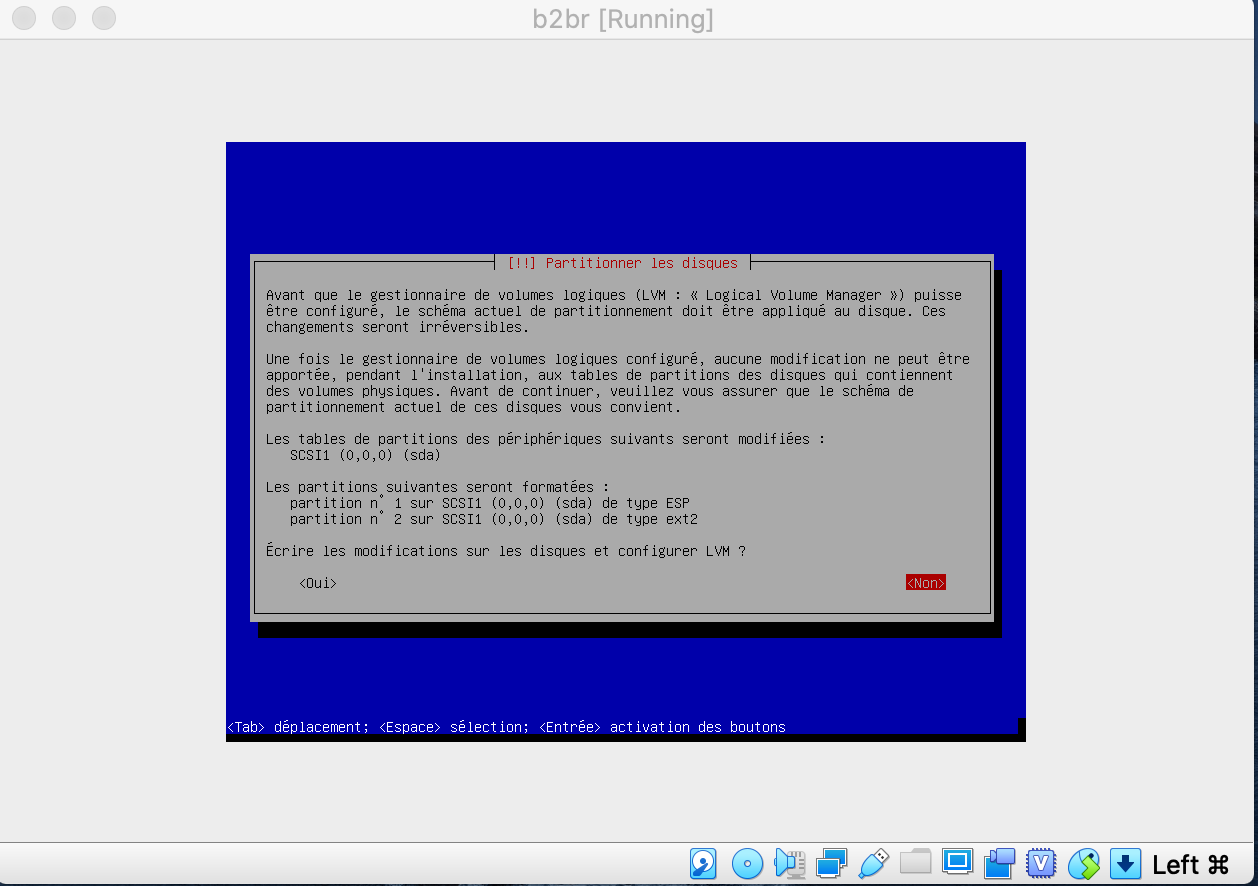 b2br [Running]
[!!] Partitionner les disques
Avant que le gestionnaire de volumes logiques (LVM : « Logical Volume Manager ») puisse
être configuré, le schéma actuel de partitionnement doit être appliqué au disque. Ces
changements seront irréversibles.
Une fois le gestionnaire de volumes logiques configuré, aucune modification ne peut être
apportée, pendant l'installation, aux tables de partitions des disques qui contiennent
des volumes physiques. Avant de continuer, veuillez vous assurer que le schéma de
partitionnement actuel de ces disques vous convient.
Les tables de partitions des périphériques suivants seront modifiées :
SCSI1 (0,0,0) (sda)
Les partitions suivantes seront formatées :
partition n° 1 sur SCSI1 (0,0,0) (sda) de type ESP
partition n° 2 sur SCSI1 (0,0,0) (sda) de type ext2
Écrire les modifications sur les disques et configurer LVM ?
<Oui> <Non>
<Tab> déplacement; <Espace> sélection; <Entrée> activation des boutons
V
Left ⌘